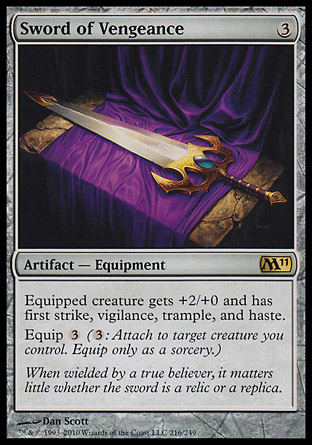 Sword of Vengeance 3
Artifact — Equipment M11
Equipped creature gets +2/+0 and has
first strike, vigilance, trample, and haste.
Equip 3 (3: Attach to target creature you
control. Equip only as a sorcery.)
When wielded by a true believer, it matters
little whether the sword is a relic or a replica.
Dan Scott
™ & © 1993–2010 Wizards of the Coast LLC 216/249